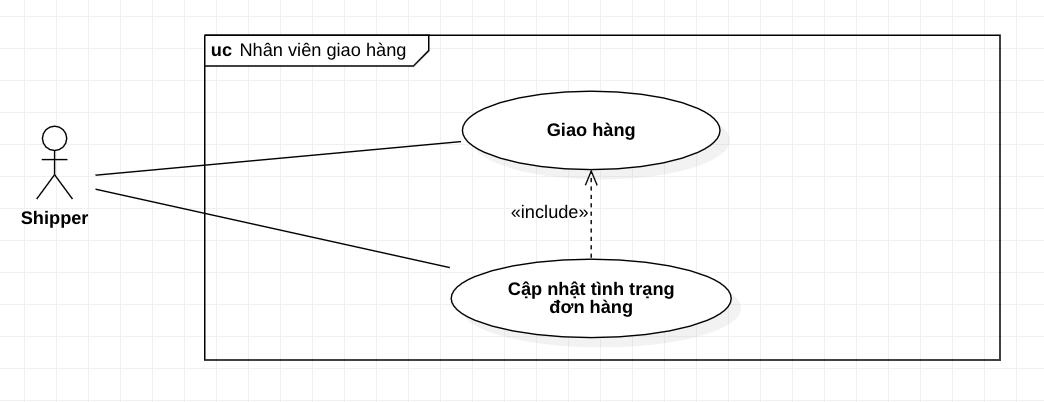 uc Nhân viên giao hàng
Giao hàng
Shipper
«include»
Cập nhật tình trạng
đơn hàng